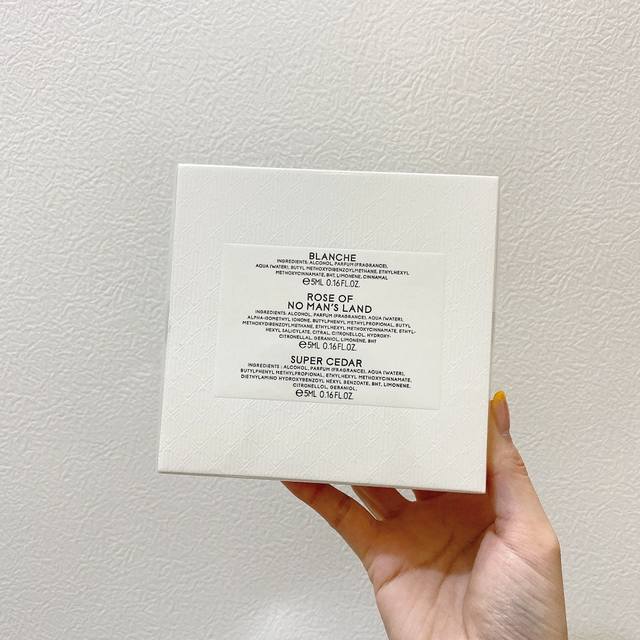 BLANCHE
INGREDIENTS: ALCOHOL, PARFUM (FRAGRANCE),
AQUA (WATER), BUTYL METHOXYDIBENZOYLMETHANE, ETHYLHEXYL
METHOXYCINNAMATE, BHT, LIMONENE, CINNAMAL
℮5ML 0.16FL.OZ.
ROSE OF
NO MAN'S LAND
INGREDIENTS: ALCOHOL, PARFUM (FRAGRANCE), AQUA (WATER),
ALPHA-ISOMETHYL IONONE, BUTYLPHENYL METHYLPROPIONAL, BUTYL
METHOXYDIBENZOYLMETHANE, ETHYLHEXYL METHOXYCINNAMATE, ETHYL-
HEXYL SALICYLATE, CITRAL, CITRONELLOL, HYDROXY-
CITRONELLAL, GERANIOL, LIMONENE, BHT
℮5ML 0.16FL.OZ.
SUPER CEDAR
INGREDIENTS: ALCOHOL, PARFUM (FRAGRANCE), AQUA (WATER),
BUTYLPHENYL METHYLPROPIONAL, ETHYLHEXYL METHOXYCINNAMATE,
DIETHYLAMINO HYDROXYBENZOYL HEXYL BENZOATE, BHT, LIMONENE,
CITRONELLOL, GERANIOL.
℮5ML 0.16FL.OZ.